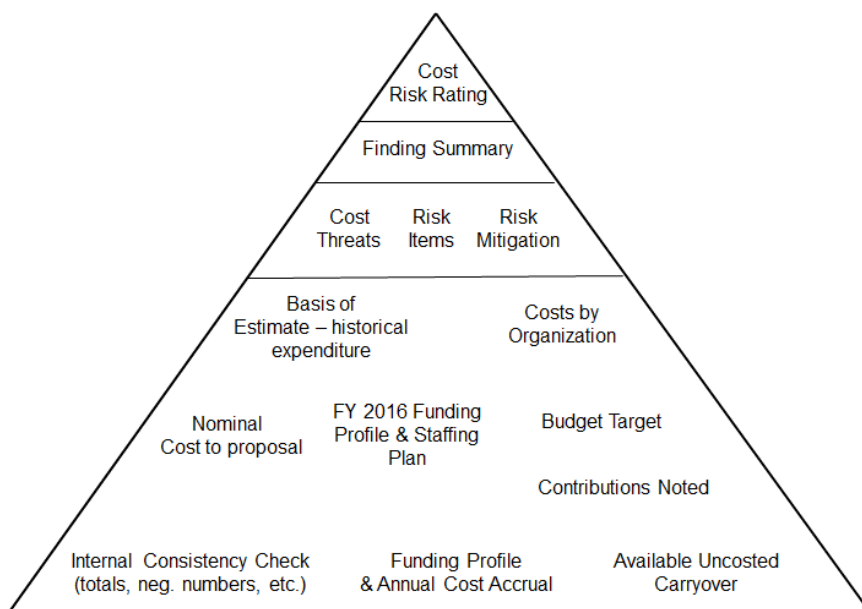 Cost
Risk Rating
Finding Summary
Cost
Threats
Risk
Items
Risk
Mitigation
Basis of
Estimate – historical
expenditure
Costs by
Organization
Nominal
Cost to proposal
FY 2016 Funding
Profile & Staffing
Plan
Budget Target
Contributions Noted
Internal Consistency Check
(totals, neg. numbers, etc.)
Funding Profile
& Annual Cost Accrual
Available Uncosted
Carryover